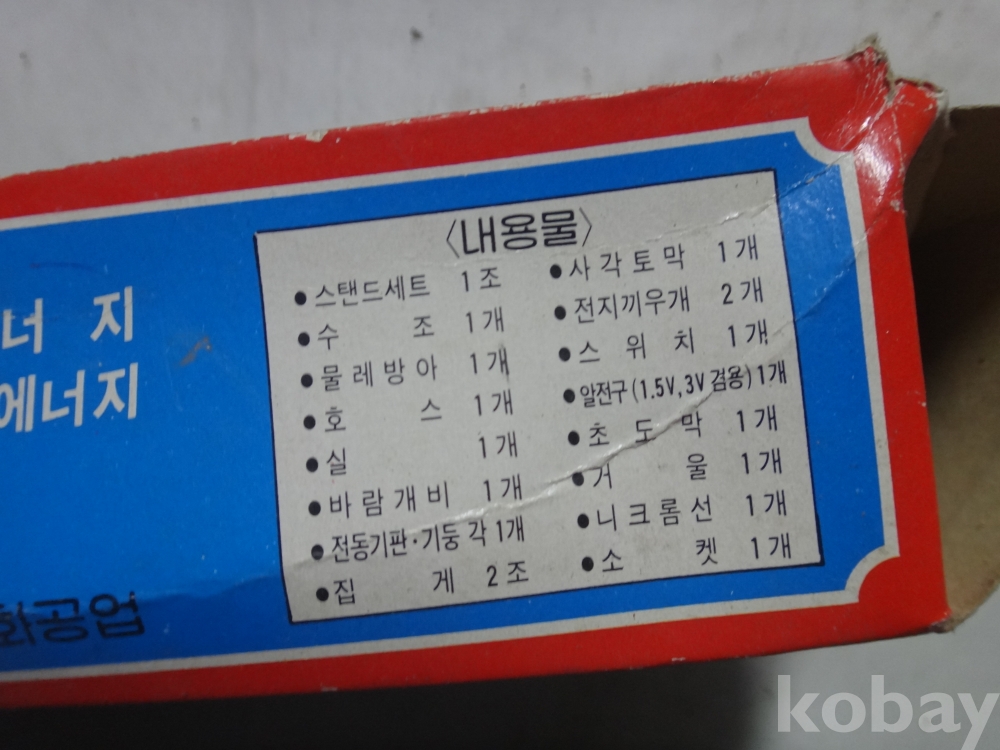 너 지
에너지
화공업
〈내용물〉
●스탠드세트 1조
●수 조 1개
●물레방아 1개
●호 스 1개
●실 1개
●바람개비 1개
●전동기판·기둥 각 1개
●집 게 2조
●사각토막 1개
●전지끼우개 2개
●스위치 1개
●알전구(1.5V, 3V 겸용) 1개
●초도막 1개
●거 울 1개
●니크롬선 1개
●소 켓 1개
kobay